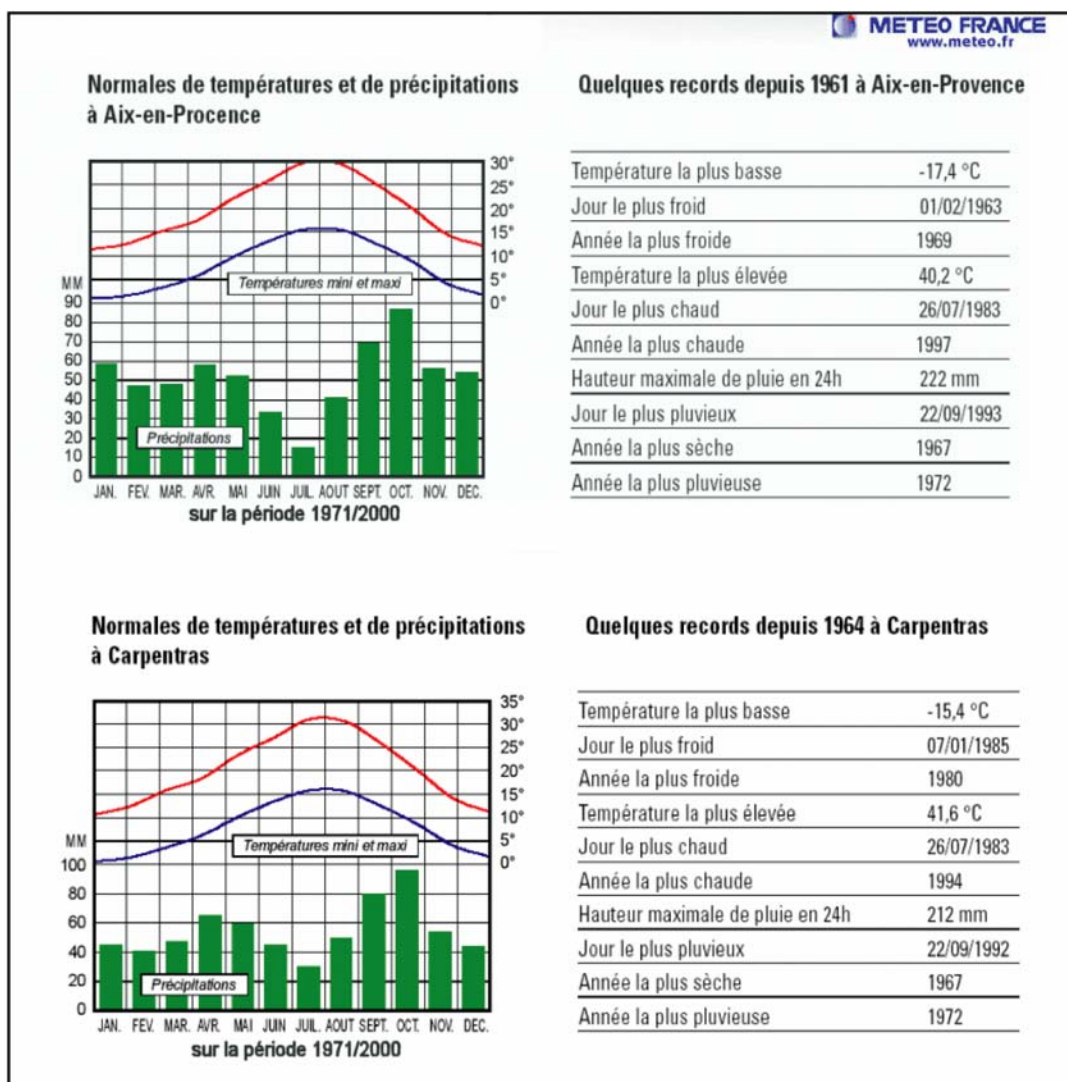 METEO FRANCE
www.meteo.fr
Normales de températures et de précipitations
à Aix-en-Procence
30°
25°
20°
15°
10°
5°
0°
MM
90
80
70
60
50
40
30
20
10
0
Températures mini et maxi
Précipitations
JAN. FEV. MAR. AVR. MAI JUIN JUIL. AOUT SEPT. OCT. NOV. DEC.
sur la période 1971/2000
Quelques records depuis 1961 à Aix-en-Provence
Température la plus basse -17,4 °C
Jour le plus froid 01/02/1963
Année la plus froide 1969
Température la plus élevée 40,2 °C
Jour le plus chaud 26/07/1983
Année la plus chaude 1997
Hauteur maximale de pluie en 24h 222 mm
Jour le plus pluvieux 22/09/1993
Année la plus sèche 1967
Année la plus pluvieuse 1972
Normales de températures et de précipitations
à Carpentras
35°
30°
25°
20°
15°
10°
5°
0°
MM
100
80
60
40
20
0
Températures mini et maxi
Précipitations
JAN. FEV. MAR. AVR. MAI JUIN JUIL. AOUT SEPT. OCT. NOV. DEC.
sur la période 1971/2000
Quelques records depuis 1964 à Carpentras
Température la plus basse -15,4 °C
Jour le plus froid 07/01/1985
Année la plus froide 1980
Température la plus élevée 41,6 °C
Jour le plus chaud 26/07/1983
Année la plus chaude 1994
Hauteur maximale de pluie en 24h 212 mm
Jour le plus pluvieux 22/09/1992
Année la plus sèche 1967
Année la plus pluvieuse 1972